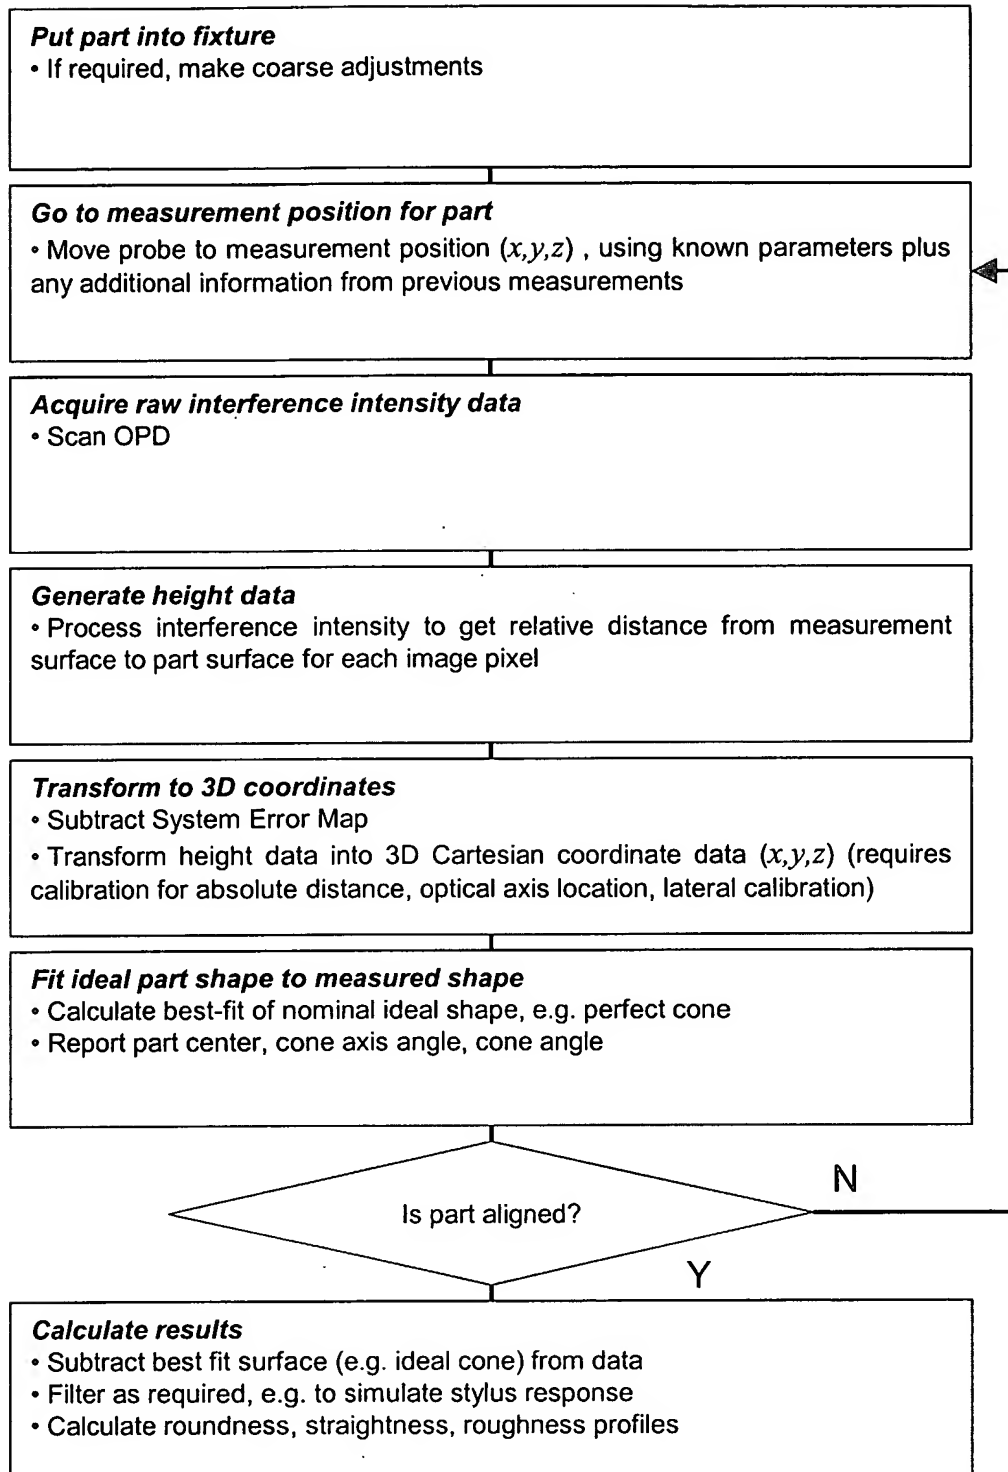 Put part into fixture
• If required, make coarse adjustments
Go to measurement position for part
• Move probe to measurement position (x,y,z) , using known parameters plus
any additional information from previous measurements
Acquire raw interference intensity data
• Scan OPD
Generate height data
• Process interference intensity to get relative distance from measurement
surface to part surface for each image pixel
Transform to 3D coordinates
• Subtract System Error Map
• Transform height data into 3D Cartesian coordinate data (x,y,z) (requires
calibration for absolute distance, optical axis location, lateral calibration)
Fit ideal part shape to measured shape
• Calculate best-fit of nominal ideal shape, e.g. perfect cone
• Report part center, cone axis angle, cone angle
Is part aligned?
N
Y
Calculate results
• Subtract best fit surface (e.g. ideal cone) from data
• Filter as required, e.g. to simulate stylus response
• Calculate roundness, straightness, roughness profiles